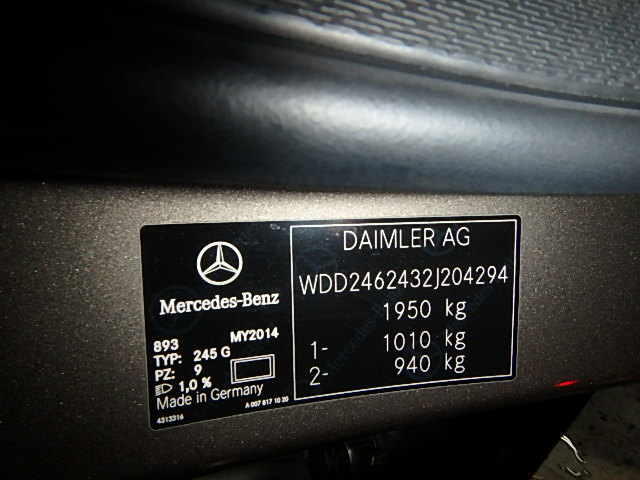 Mercedes-Benz
893 MY2014
TYP: 245 G
PZ: 9
1,0 %
Made in Germany
4313316 A 007 817 10 20
DAIMLER AG
WDD2462432J204294
1950 kg
1- 1010 kg
2- 940 kg